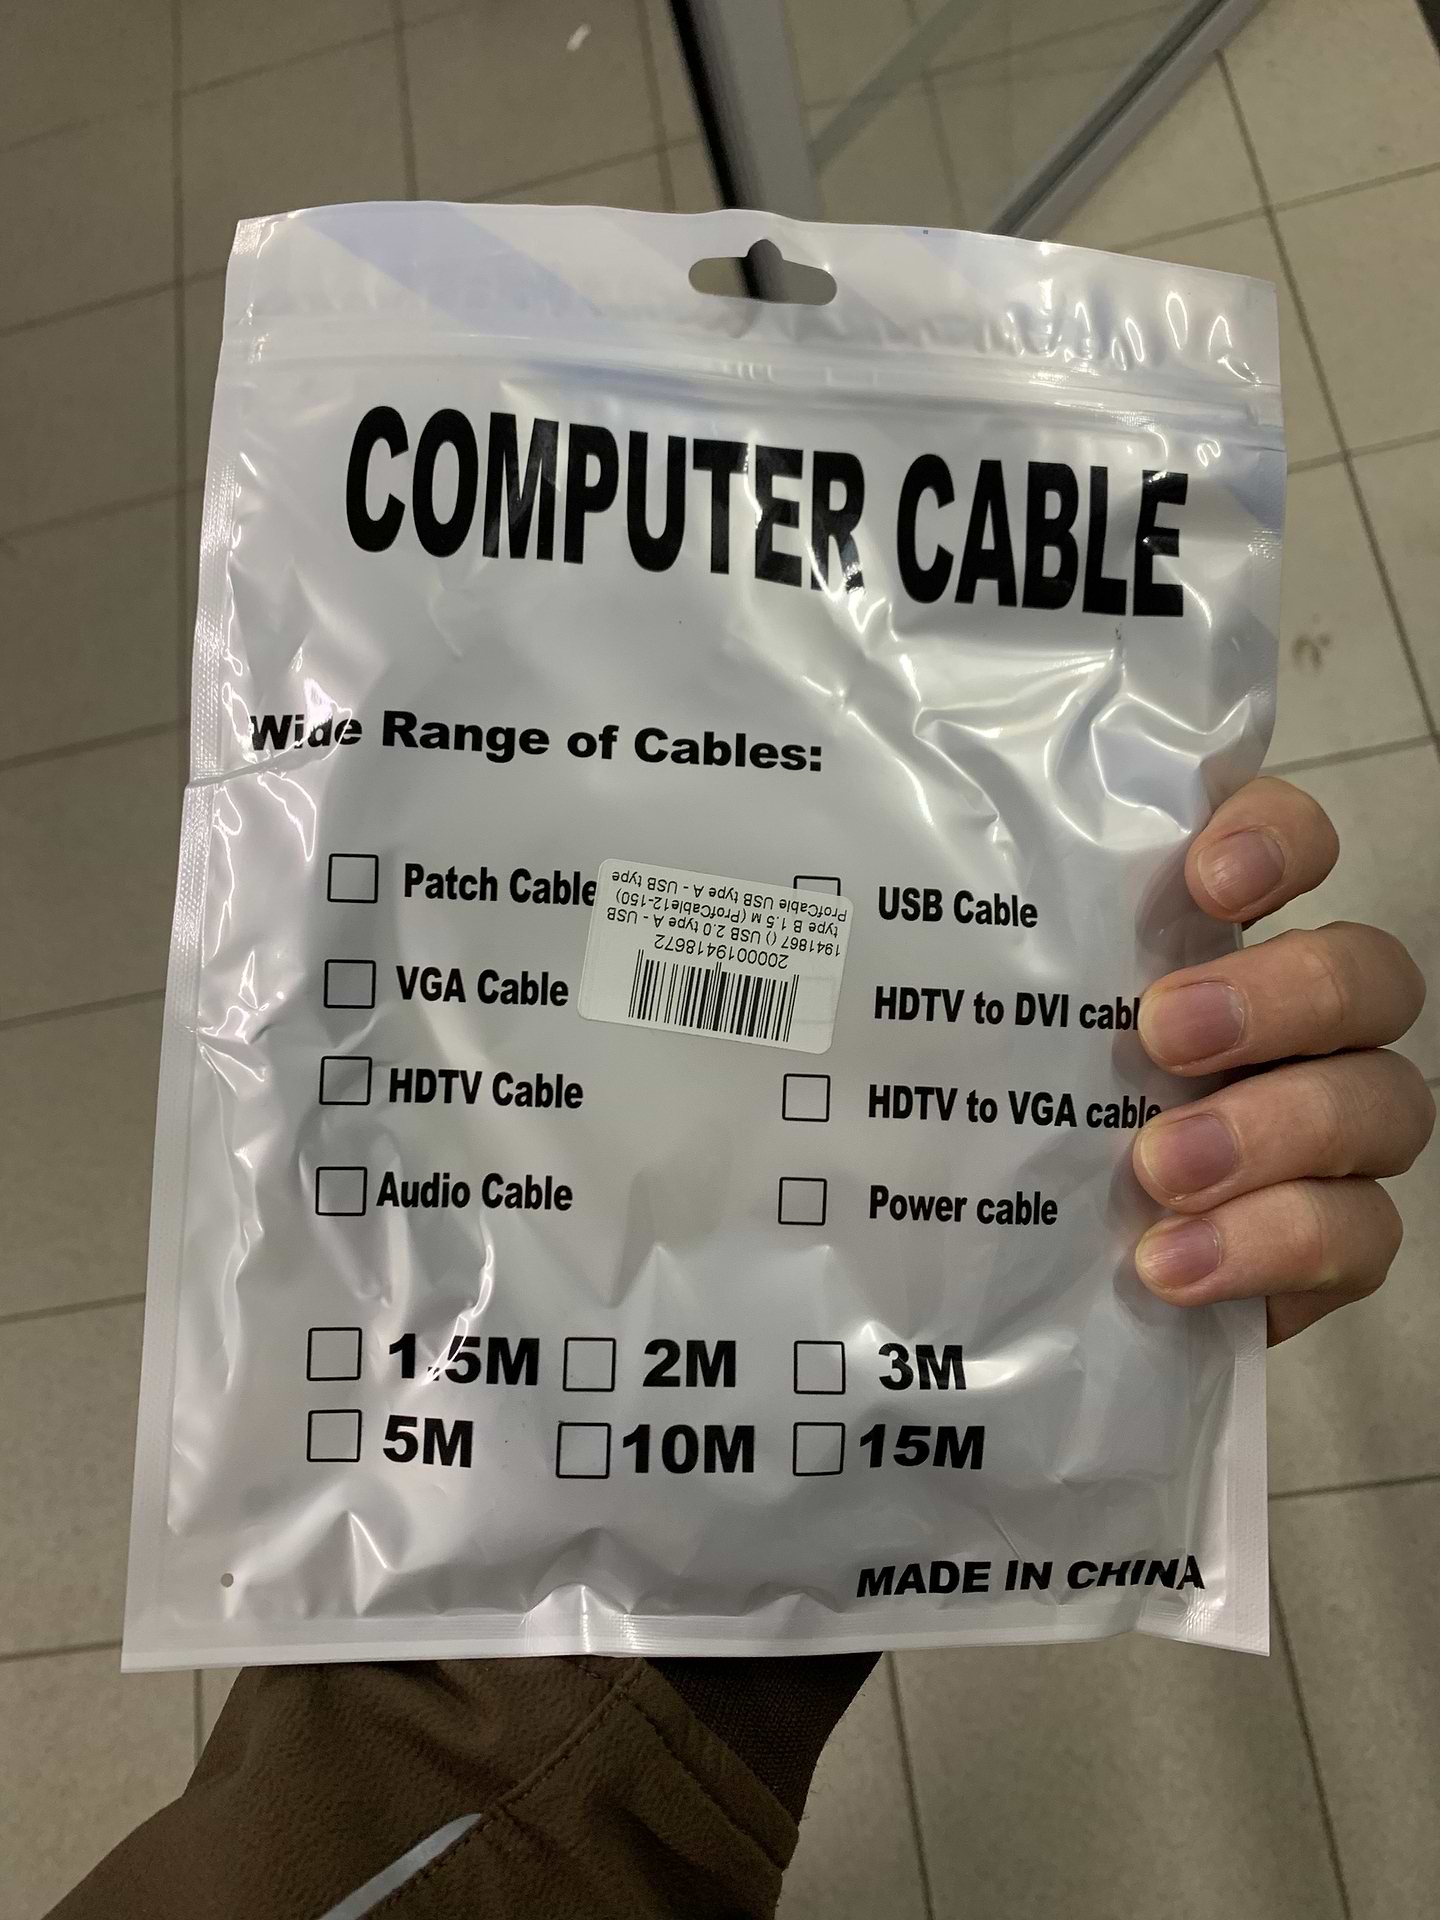 COMPUTER CABLE
Wide Range of Cables:
Patch Cable
USB Cable
VGA Cable
HDTV to DVI cabl
HDTV Cable
HDTV to VGA cable
Audio Cable
Power cable
ProfCable USB type A - USB type
1941867 () USB 2.0 type A - USB
type B 1.5 м (ProfCable12-150)
2000019418672
1.5M
2M
3M
5M
10M
15M
MADE IN CHINA